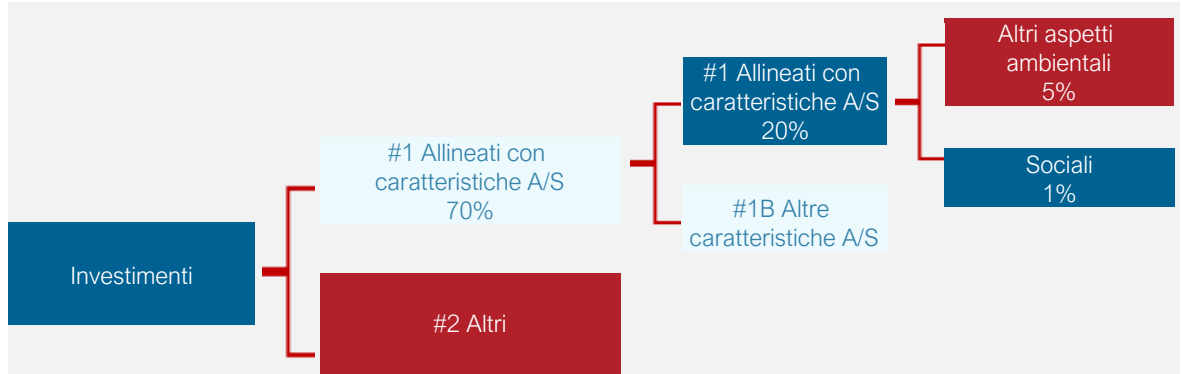 Investimenti
#1 Allineati con
caratteristiche A/S
70%
#2 Altri
#1 Allineati con
caratteristiche A/S
20%
#1B Altre
caratteristiche A/S
Altri aspetti
ambientali
5%
Sociali
1%